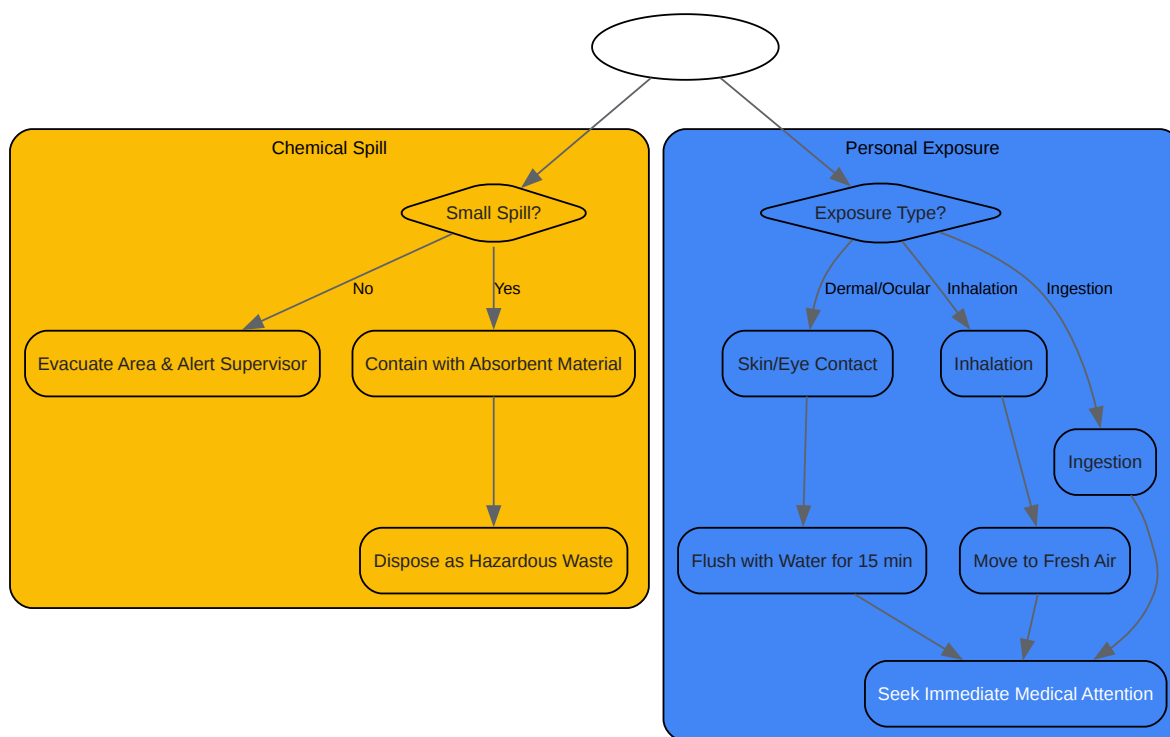 Chemical Spill
Small Spill?
No
Yes
Evacuate Area & Alert Supervisor
Contain with Absorbent Material
Dispose as Hazardous Waste
Personal Exposure
Exposure Type?
Dermal/Ocular
Inhalation
Ingestion
Skin/Eye Contact
Inhalation
Ingestion
Flush with Water for 15 min
Move to Fresh Air
Seek Immediate Medical Attention